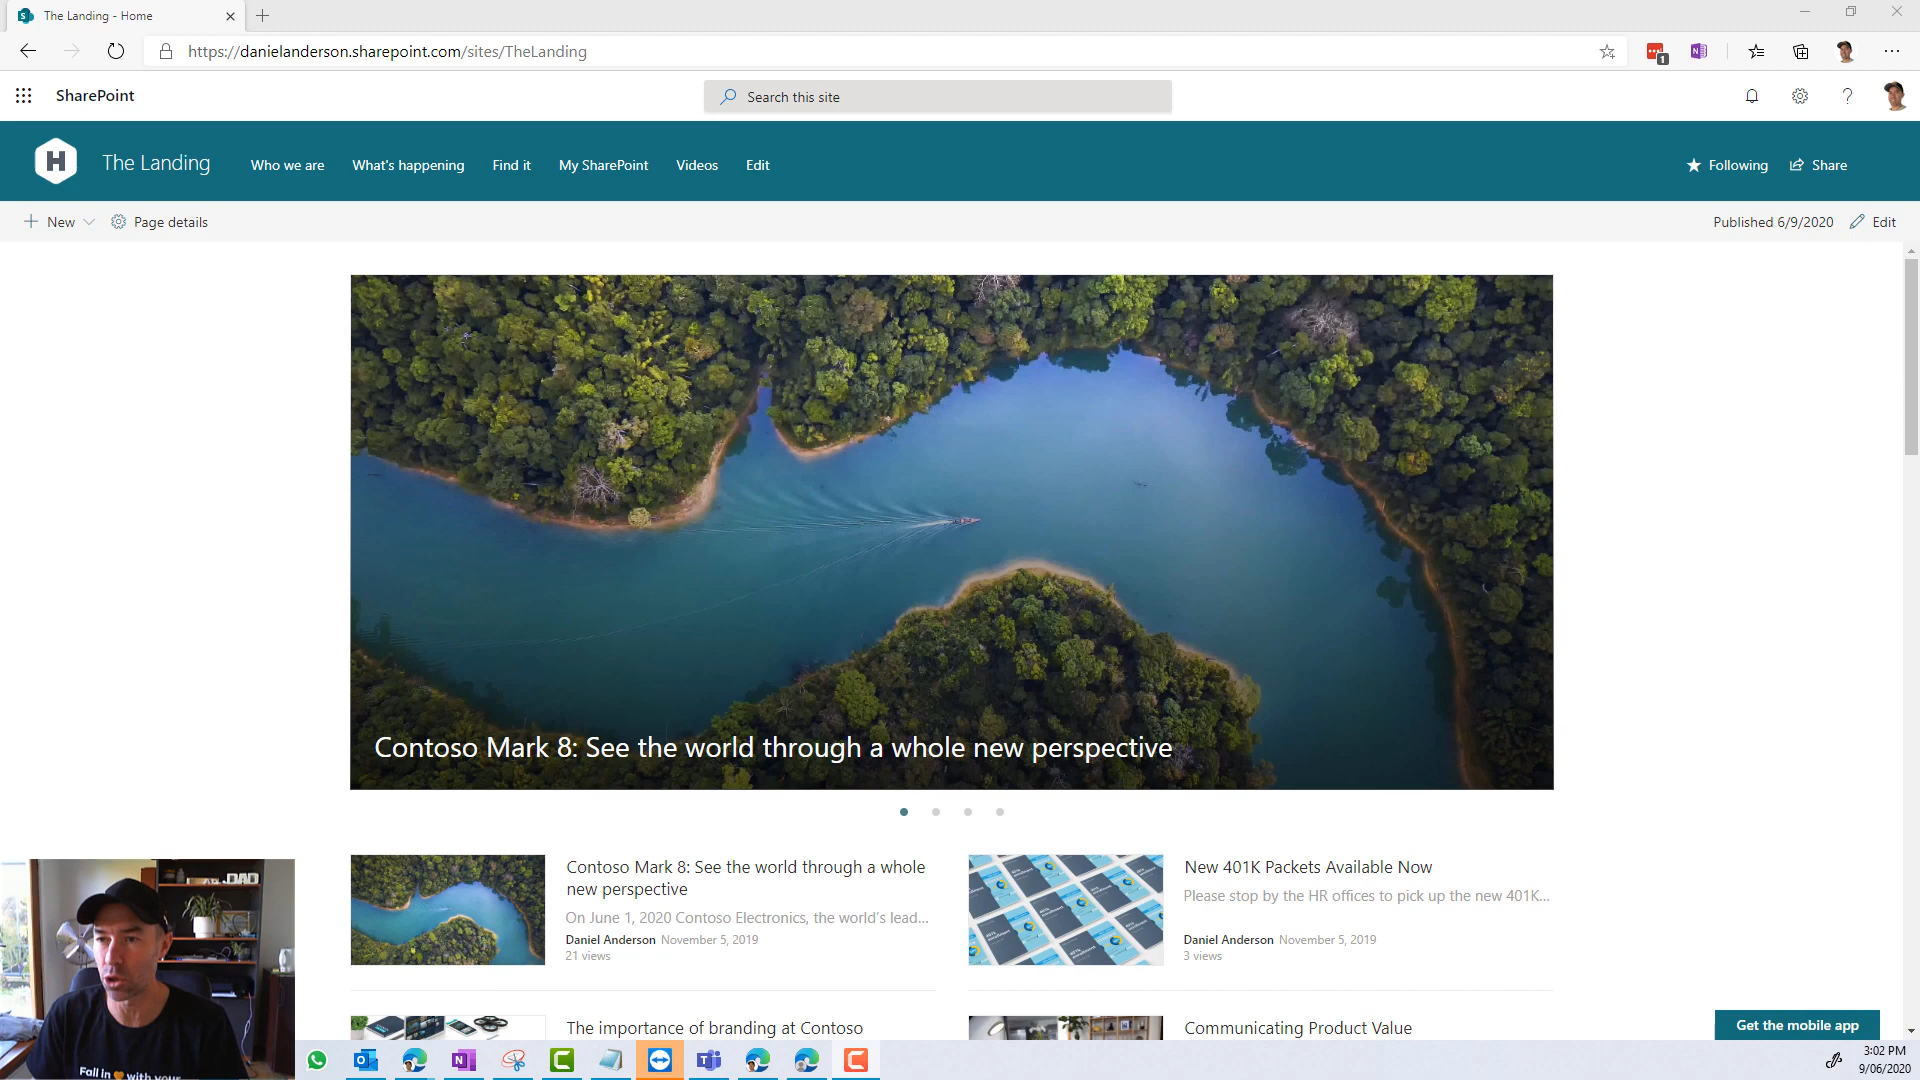 The Landing - Home
https://danielanderson.sharepoint.com/sites/TheLanding
1
SharePoint
Search this site
H
The Landing
Who we are
What's happening
Find it
My SharePoint
Videos
Edit
Following
Share
New
Page details
Published 6/9/2020
Edit
Contoso Mark 8: See the world through a whole new perspective
Contoso Mark 8: See the world through a whole
new perspective
On June 1, 2020 Contoso Electronics, the world's lead...
Daniel Anderson November 5, 2019
21 views
New 401K Packets Available Now
Please stop by the HR offices to pick up the new 401K...
Daniel Anderson November 5, 2019
3 views
The importance of branding at Contoso
Communicating Product Value
Get the mobile app
DAD
Fall in with your
3:02 PM
9/06/2020